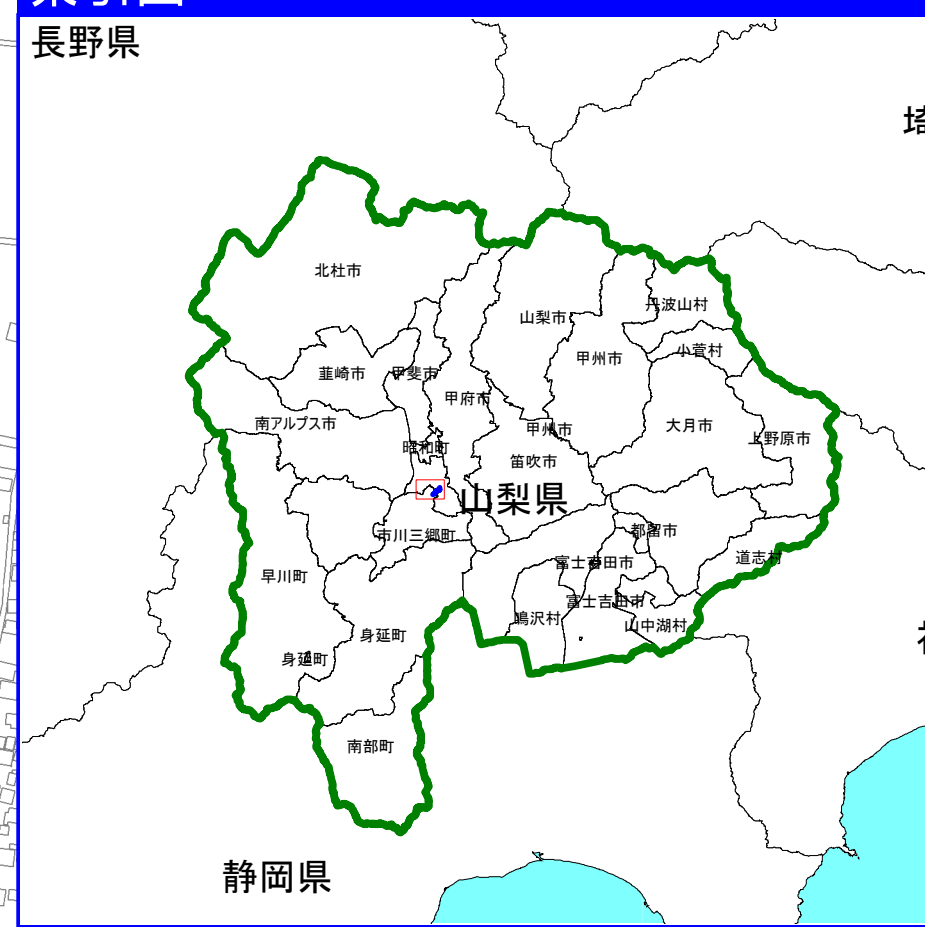 長野県
北杜市
丹波山村
山梨市
小菅村
甲州市
韮崎市
甲斐市
甲府市
南アルプス市
大月市
甲州市
上野原市
昭和町
笛吹市
山梨県
市川三郷町
都留市
道志村
富士吉田市
早川町
富士吉田市
鳴沢村
山中湖村
身延町
身延町
南部町
静岡県